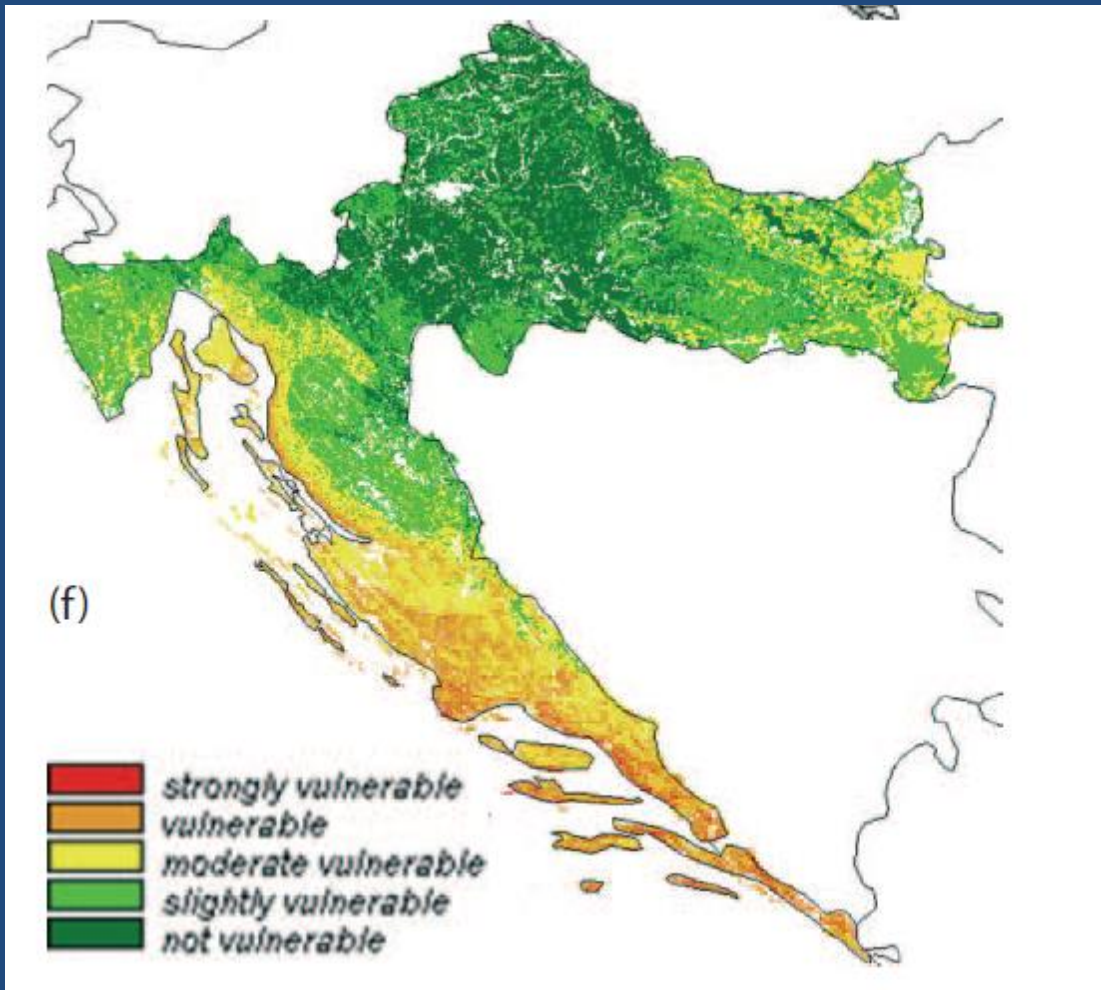 (f)
strongly vulnerable
vulnerable
moderate vulnerable
slightly vulnerable
not vulnerable